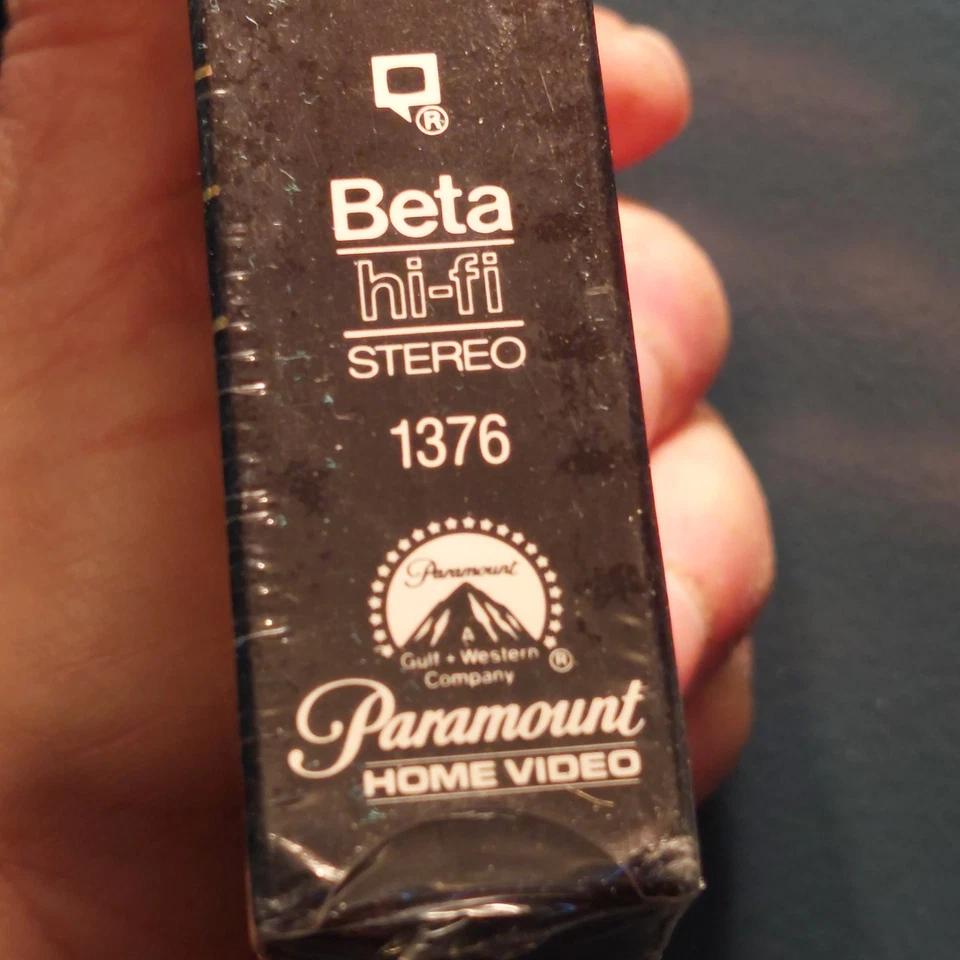 ®
Beta
hi-fi
STEREO
1376
Paramount
A
Gulf + Western
Company
®
Paramount
HOME VIDEO